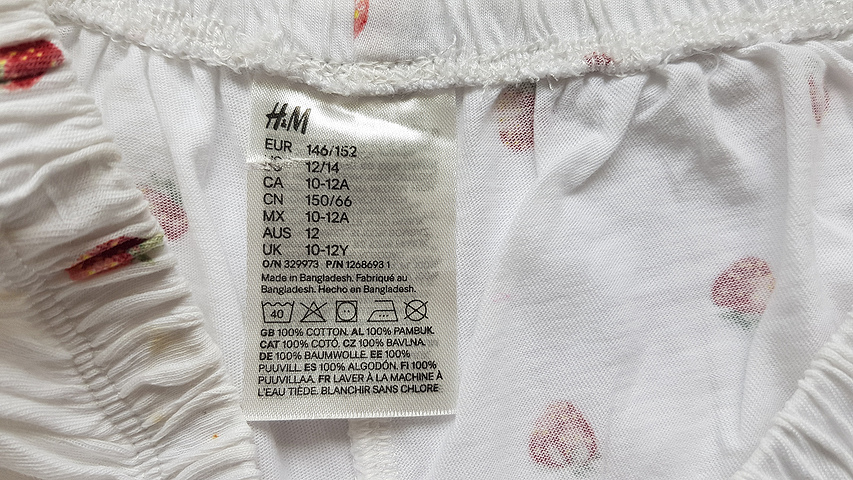 H&M
EUR 146/152
US 12/14
CA 10-12A
CN 150/66
MX 10-12A
AUS 12
UK 10-12Y
O/N 329973 P/N 1268693 1
Made in Bangladesh. Fabriqué au
Bangladesh. Hecho en Bangladesh.
40
GB 100% COTTON. AL 100% PAMBUK.
CAT 100% COTÓ. CZ 100% BAVLNA.
DE 100% BAUMWOLLE. EE 100%
PUUVILL. ES 100% ALGODÓN. FI 100%
PUUVILLAA. FR LAVER À LA MACHINE À
L'EAU TIÈDE. BLANCHIR SANS CHLORE